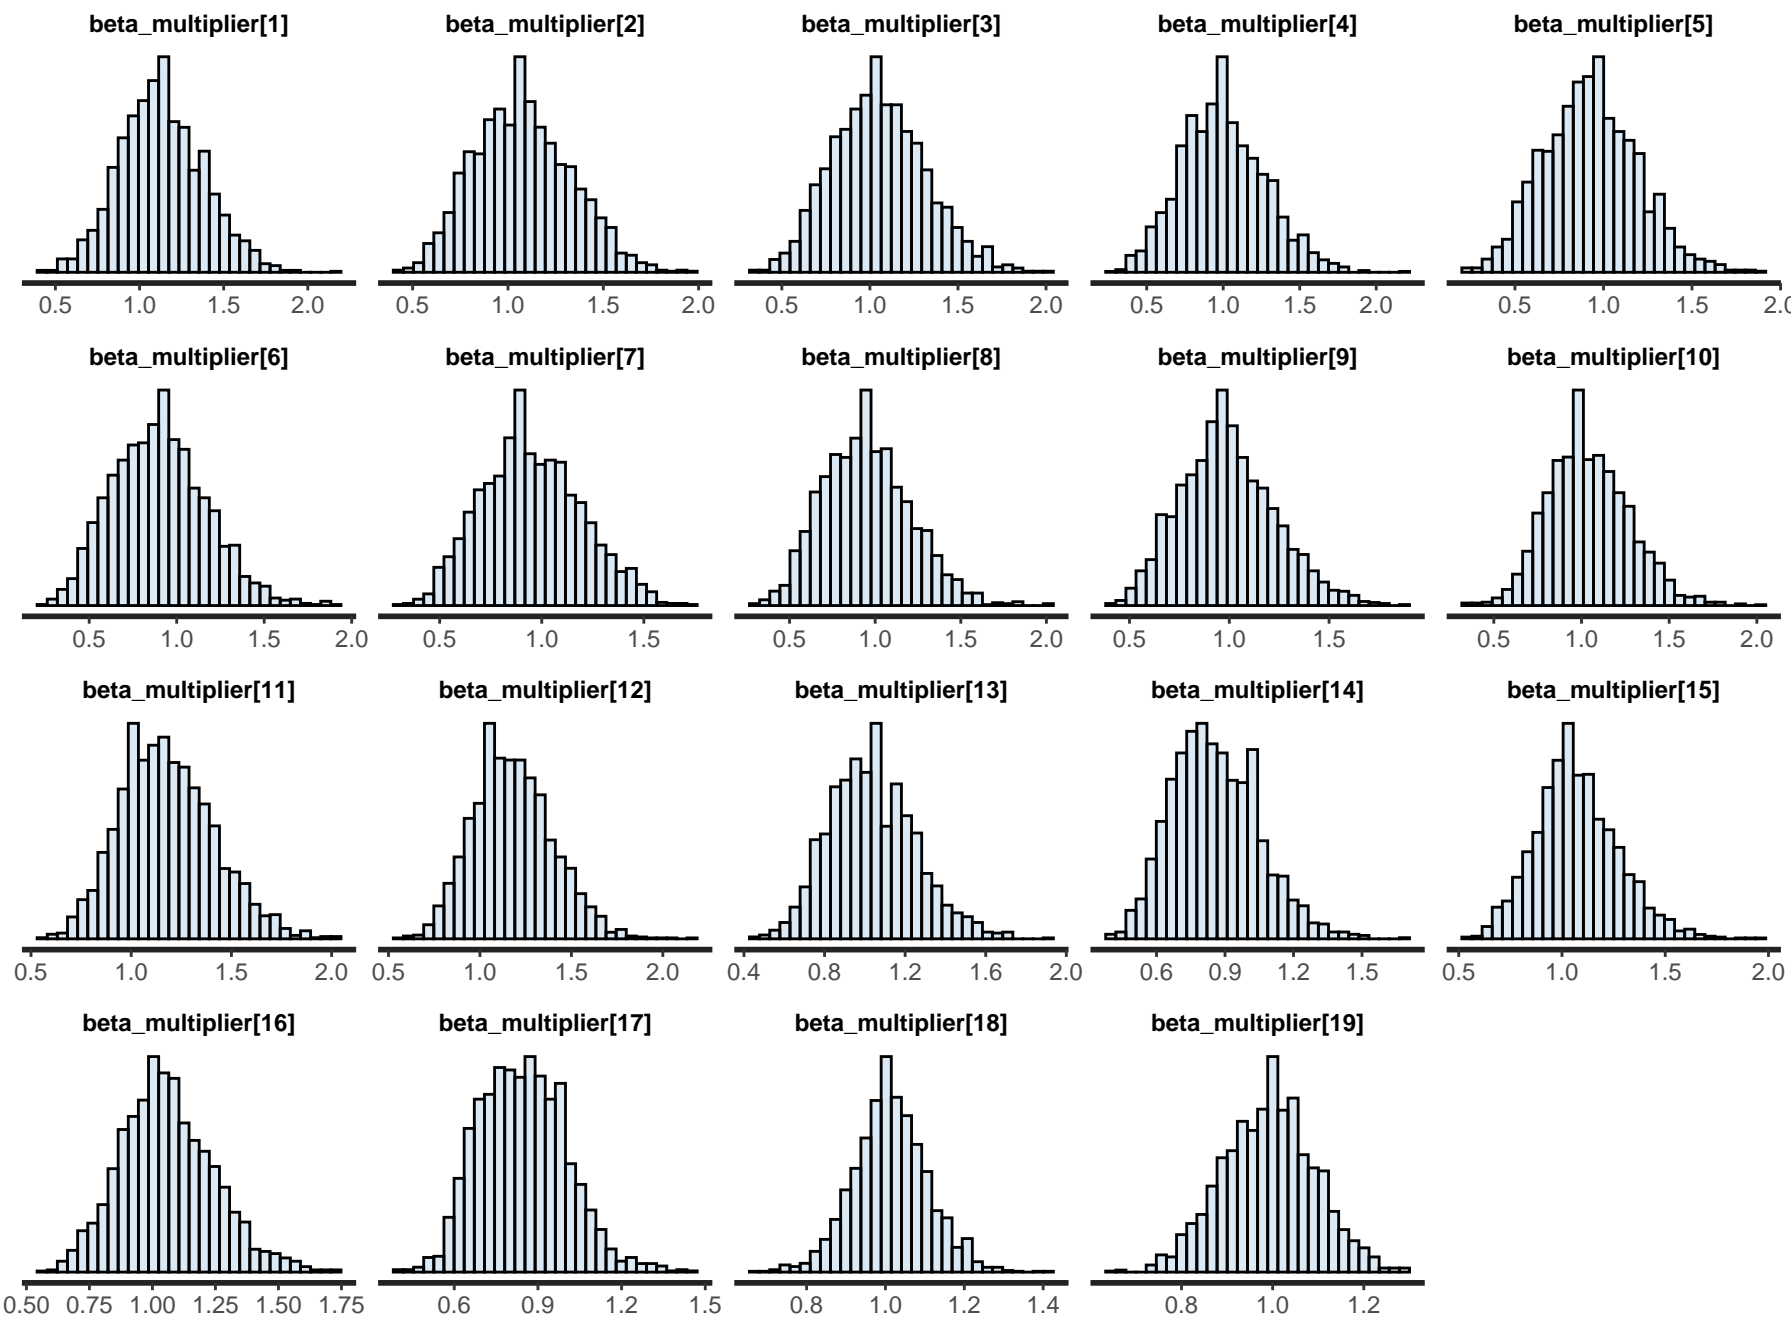 beta_multiplier[1] beta_multiplier[2] beta_multiplier[3] beta_multiplier[4] beta_multiplier[5]
0.5 1.0 1.5 2.0 0.5 1.0 1.5 2.0 0.5 1.0 1.5 2.0 0.5 1.0 1.5 2.0 0.5 1.0 1.5 2.0
beta_multiplier[6] beta_multiplier[7] beta_multiplier[8] beta_multiplier[9] beta_multiplier[10]
0.5 1.0 1.5 2.0 0.5 1.0 1.5 0.5 1.0 1.5 2.0 0.5 1.0 1.5 0.5 1.0 1.5 2.0
beta_multiplier[11] beta_multiplier[12] beta_multiplier[13] beta_multiplier[14] beta_multiplier[15]
0.5 1.0 1.5 2.0 0.5 1.0 1.5 2.0 0.4 0.8 1.2 1.6 2.0 0.6 0.9 1.2 1.5 0.5 1.0 1.5 2.0
beta_multiplier[16] beta_multiplier[17] beta_multiplier[18] beta_multiplier[19]
0.50 0.75 1.00 1.25 1.50 1.75 0.6 0.9 1.2 1.5 0.8 1.0 1.2 1.4 0.8 1.0 1.2